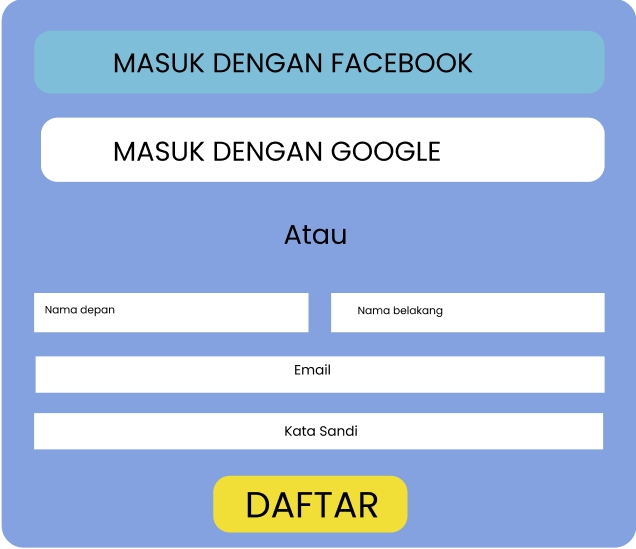 MASUK DENGAN FACEBOOK
MASUK DENGAN GOOGLE
Atau
Nama depan
Nama belakang
Email
Kata Sandi
DAFTAR